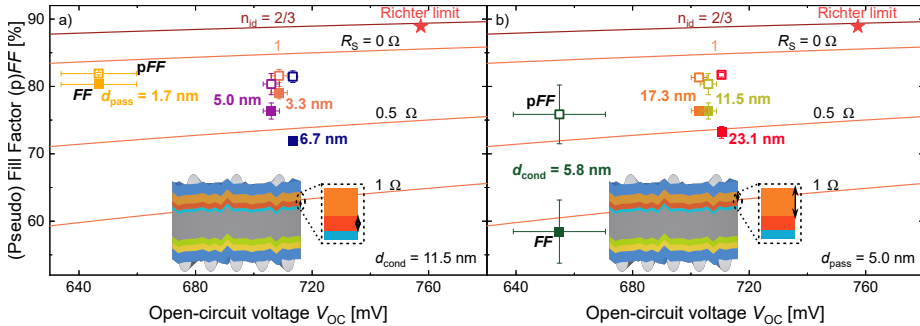 (Pseudo) Fill Factor (p)FF [%]
90
80
70
60
a)
n_id = 2/3
Richter limit
1
R_S = 0 Ω
pFF
FF
d_pass = 1.7 nm
5.0 nm
3.3 nm
6.7 nm
0.5 Ω
1 Ω
d_cond = 11.5 nm
640 680 720 760
Open-circuit voltage V_OC [mV]
b)
n_id = 2/3
Richter limit
1
R_S = 0 Ω
pFF
17.3 nm
11.5 nm
0.5 Ω
23.1 nm
d_cond = 5.8 nm
1 Ω
FF
d_pass = 5.0 nm
640 680 720 760
Open-circuit voltage V_OC [mV]